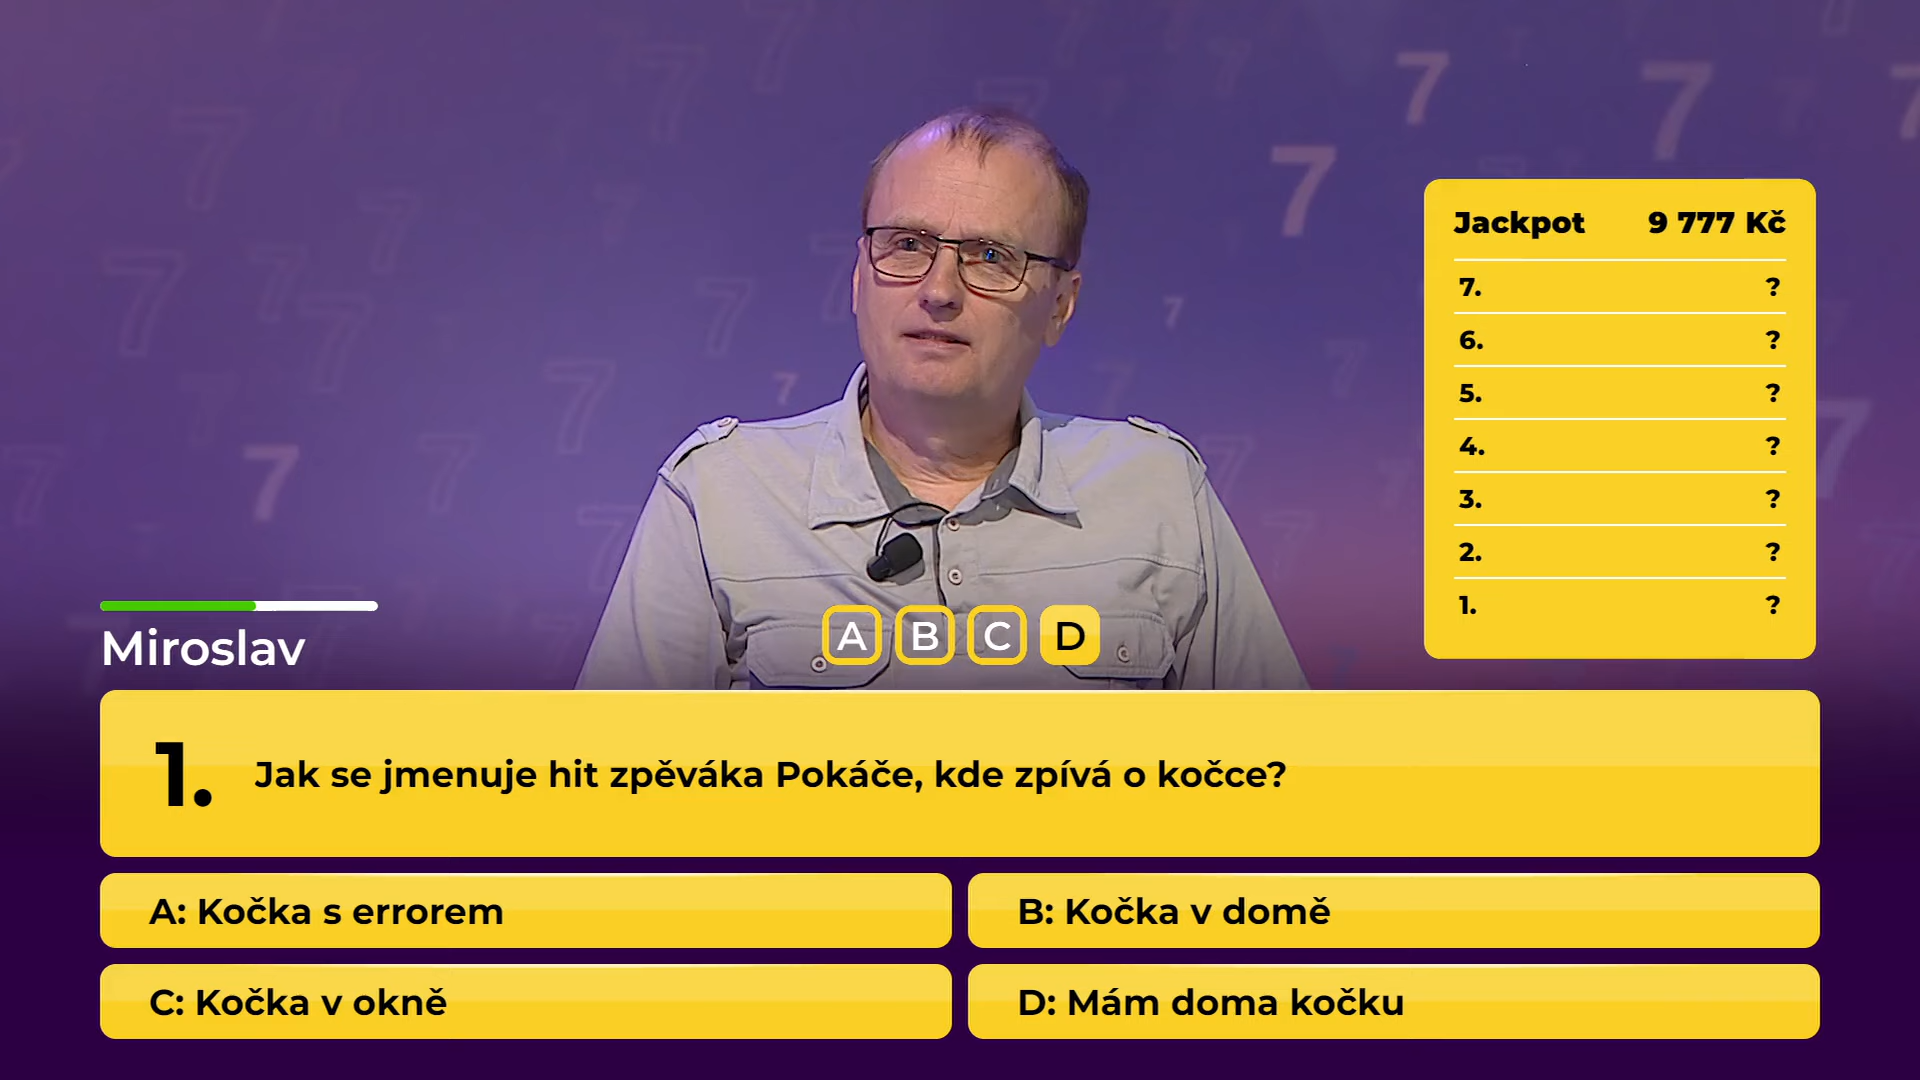 Jackpot 9 777 Kč
7. ?
6. ?
5. ?
4. ?
3. ?
2. ?
1. ?
Miroslav
A B C D
1. Jak se jmenuje hit zpěváka Pokáče, kde zpívá o kočce?
A: Kočka s errorem
B: Kočka v domě
C: Kočka v okně
D: Mám doma kočku